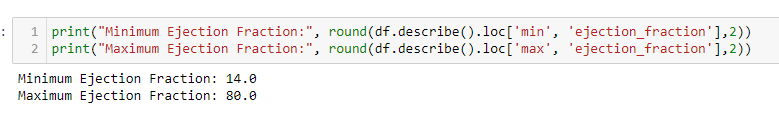 : 1 print("Minimum Ejection Fraction:", round(df.describe().loc['min', 'ejection_fraction'],2))
2 print("Maximum Ejection Fraction:", round(df.describe().loc['max', 'ejection_fraction'],2))
Minimum Ejection Fraction: 14.0
Maximum Ejection Fraction: 80.0